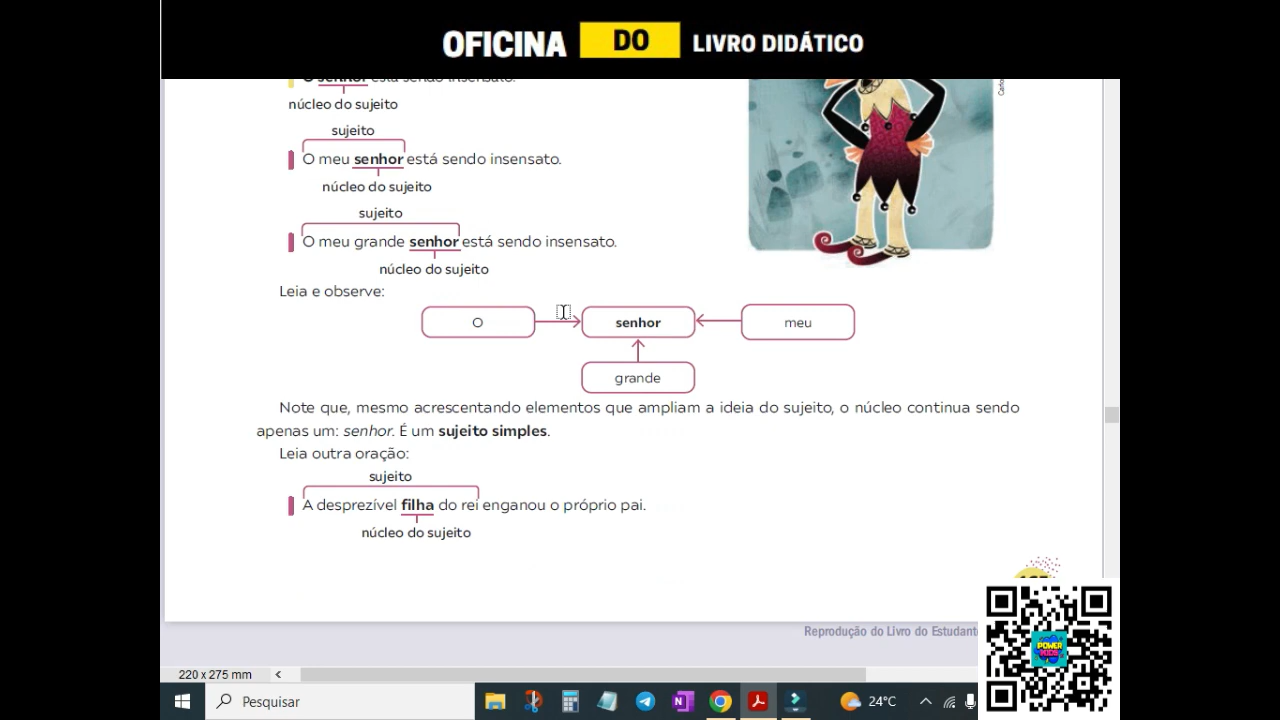 OFICINA DO LIVRO DIDÁTICO
O senhor está sendo insensato.
núcleo do sujeito
sujeito
O meu senhor está sendo insensato.
núcleo do sujeito
sujeito
O meu grande senhor está sendo insensato.
núcleo do sujeito
Leia e observe:
O senhor meu
grande
Note que, mesmo acrescentando elementos que ampliam a ideia do sujeito, o núcleo continua sendo
apenas um: senhor. É um sujeito simples.
Leia outra oração:
sujeito
A desprezível filha do rei enganou o próprio pai.
núcleo do sujeito
Reprodução do Livro do Estudante
POWER KIDS
220 x 275 mm
Pesquisar
24°C